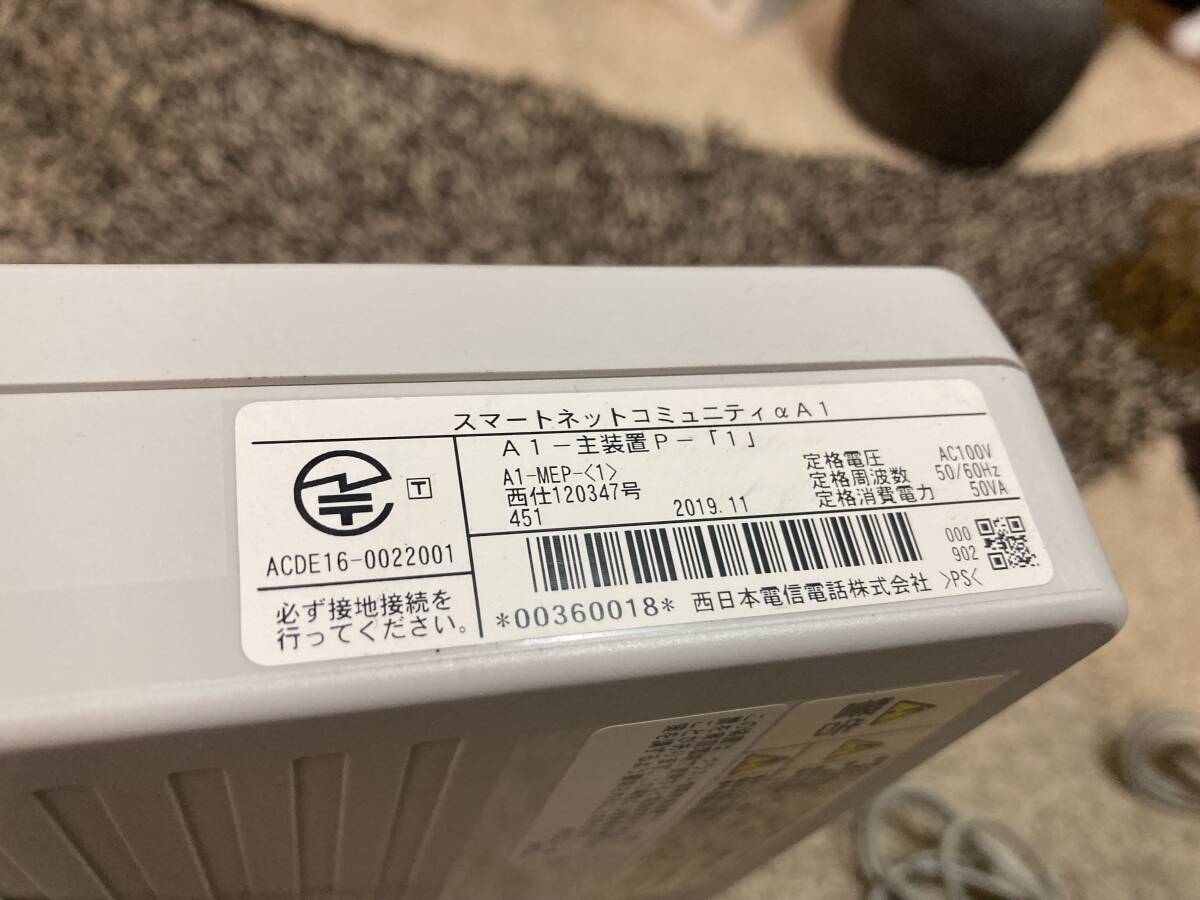 スマートネットコミュニティαA1
A1-主装置P-「1」
A1-MEP-<1>
西仕120347号
451
2019.11
定格電圧 AC100V
定格周波数 50/60Hz
定格消費電力 50VA
T
ACDE16-0022001
必ず接地接続を
行ってください。
000
902
*00360018*
西日本電信電話株式会社
>PS<
警告